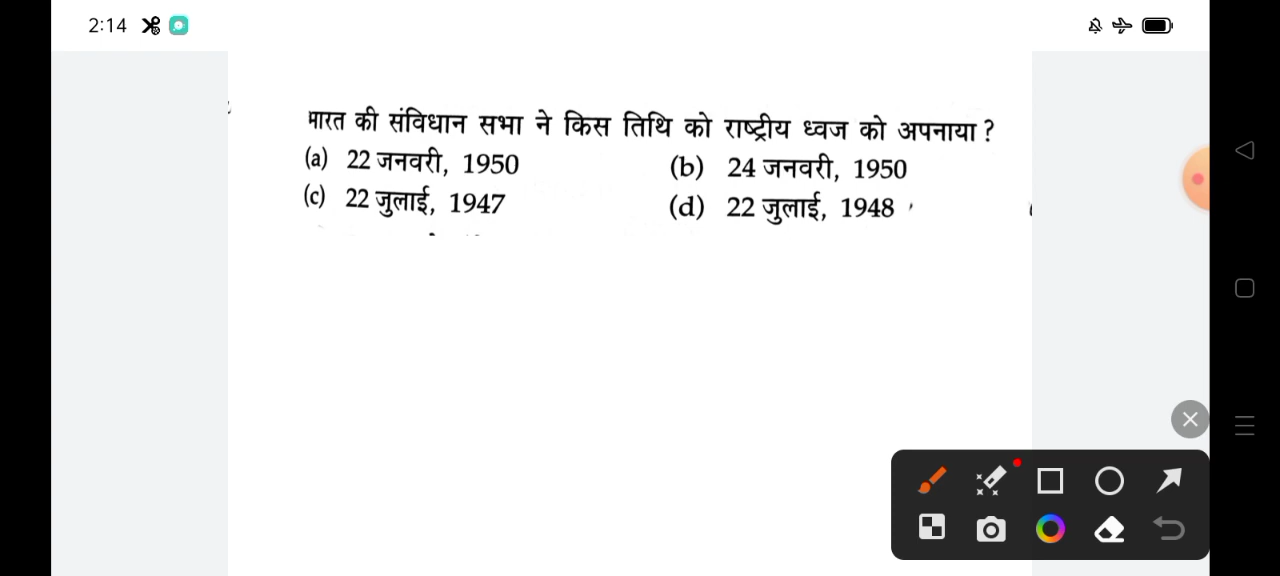 2:14
भारत की संविधान सभा ने किस तिथि को राष्ट्रीय ध्वज को अपनाया ?
(a) 22 जनवरी, 1950 (b) 24 जनवरी, 1950
(c) 22 जुलाई, 1947 (d) 22 जुलाई, 1948